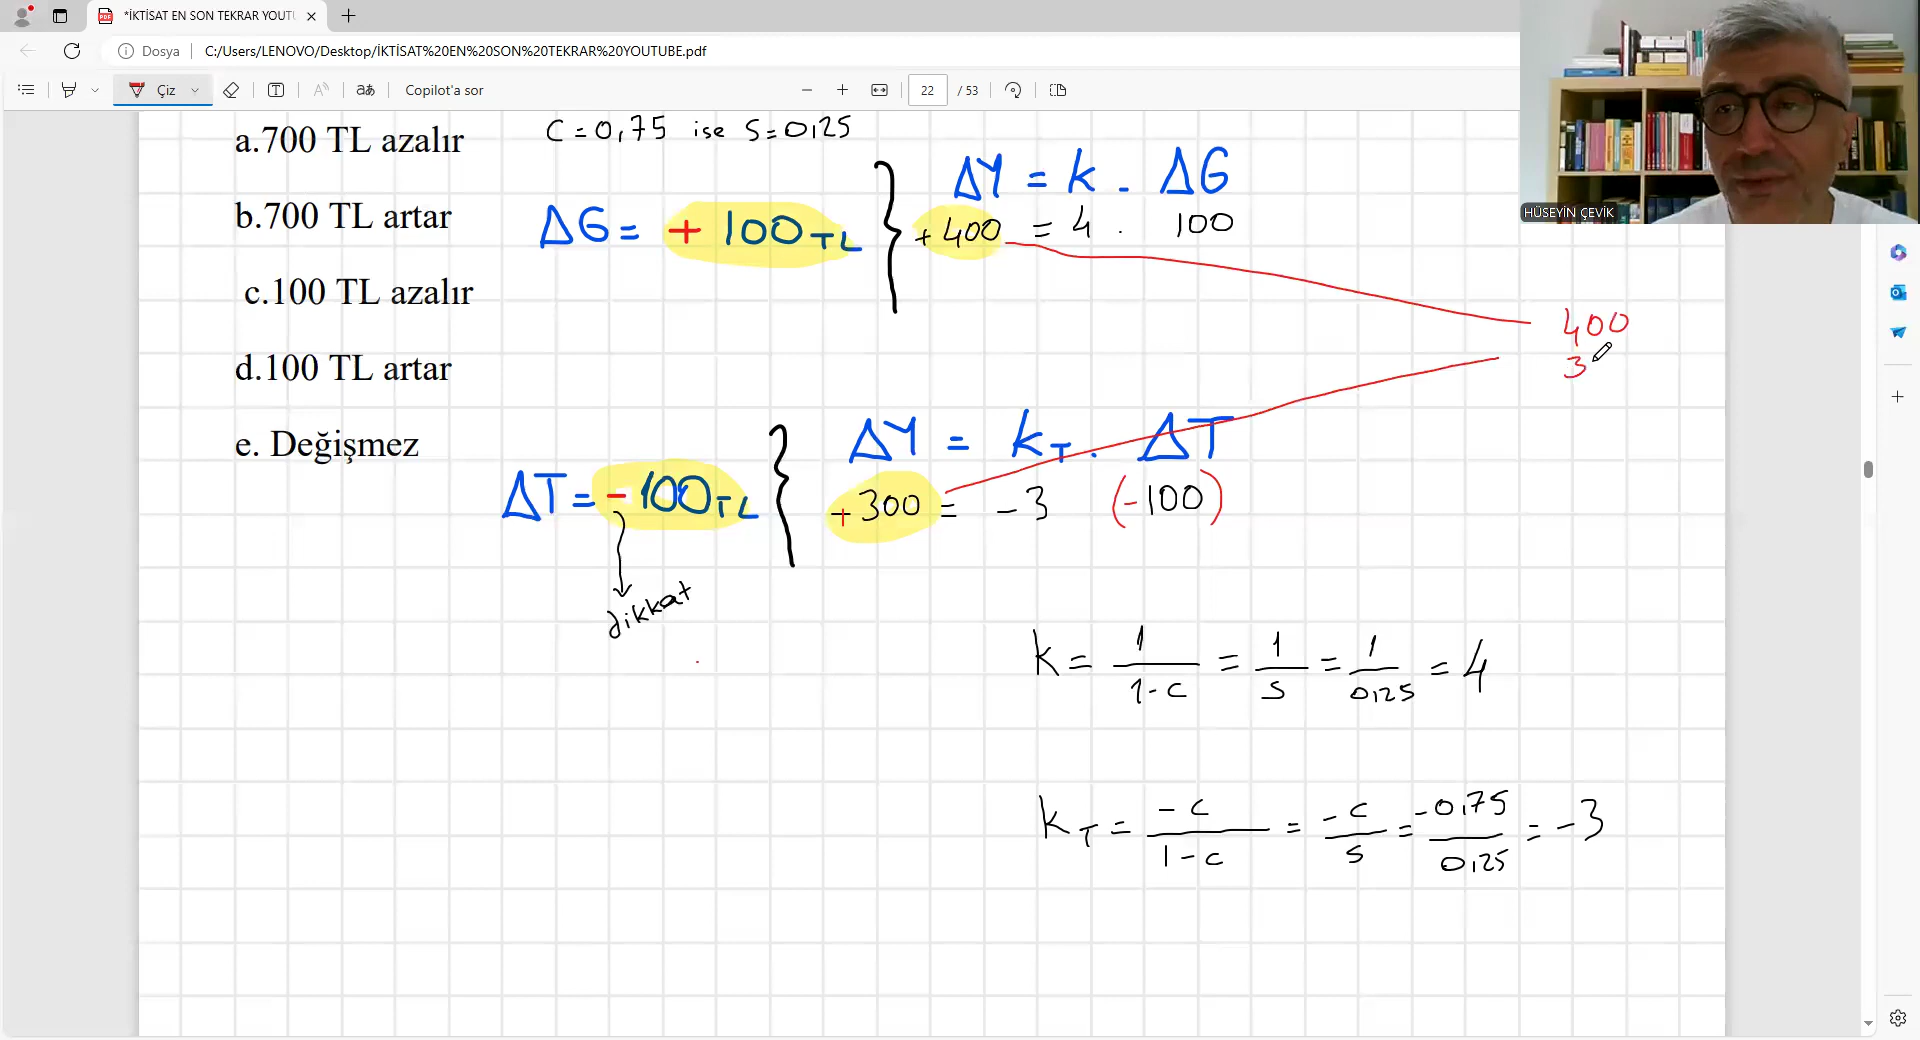 *İKTİSAT EN SON TEKRAR YOUTU
Dosya
C:/Users/LENOVO/Desktop/İKTİSAT%20EN%20SON%20TEKRAR%20YOUTUBE.pdf
Çiz
Copilot'a sor
22 / 53
HÜSEYİN ÇEVİK
C = 0,75 ise S = 0,25
a.700 TL azalır
b.700 TL artar
c.100 TL azalır
d.100 TL artar
e. Değişmez
ΔG = + 100 TL
ΔY = k . ΔG
+400 = 4 . 100
400
3
ΔT = - 100 TL
ΔY = kT . ΔT
+300 = -3 (-100)
dikkat
k = 1/(1-c) = 1/s = 1/0,25 = 4
kT = -c/(1-c) = -c/s = -0,75/0,25 = -3